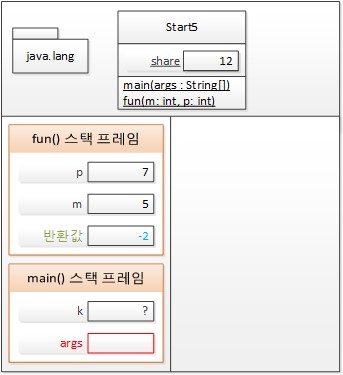 java.lang
Start5
share 12
main(args : String[])
fun(m: int, p: int)
fun() 스택 프레임
p 7
m 5
반환값 -2
main() 스택 프레임
k ?
args